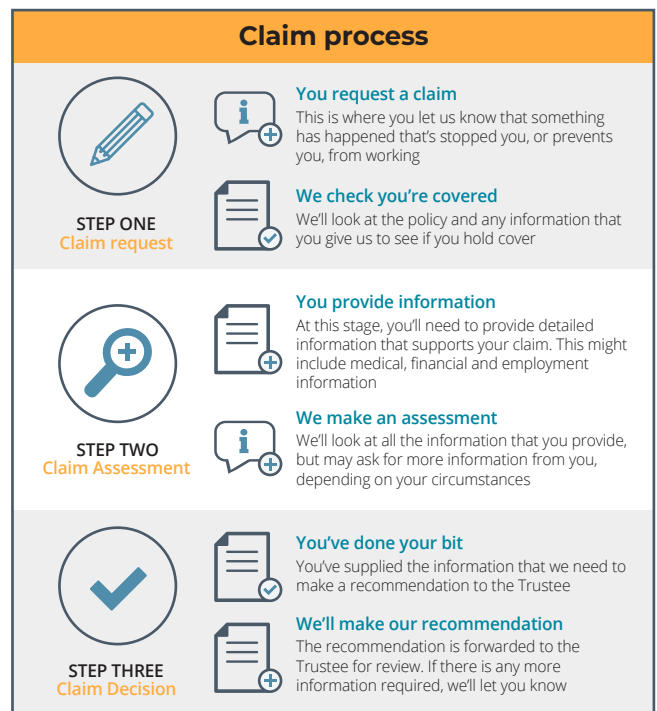 Claim process
You request a claim
This is where you let us know that something
has happened that's stopped you, or prevents
you, from working
We check you're covered
We'll look at the policy and any information that
you give us to see if you hold cover
STEP ONE
Claim request
You provide information
At this stage, you'll need to provide detailed
information that supports your claim. This might
include medical, financial and employment
information
We make an assessment
We'll look at all the information that you provide,
but may ask for more information from you,
depending on your circumstances
STEP TWO
Claim Assessment
You've done your bit
You've supplied the information that we need to
make a recommendation to the Trustee
We'll make our recommendation
The recommendation is forwarded to the
Trustee for review. If there is any more
information required, we'll let you know
STEP THREE
Claim Decision